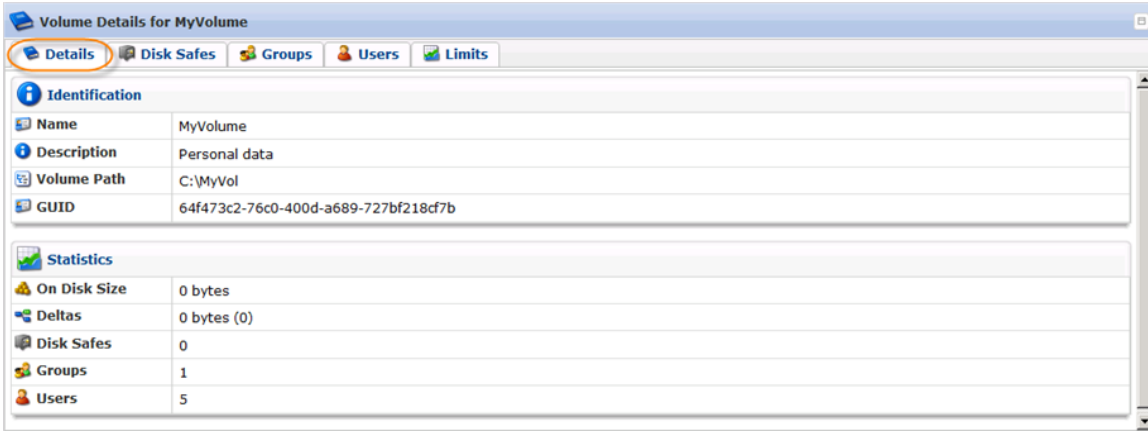 Volume Details for MyVolume
Details Disk Safes Groups Users Limits
Identification
Name MyVolume
Description Personal data
Volume Path C:\MyVol
GUID 64f473c2-76c0-400d-a689-727bf218cf7b
Statistics
On Disk Size 0 bytes
Deltas 0 bytes (0)
Disk Safes 0
Groups 1
Users 5